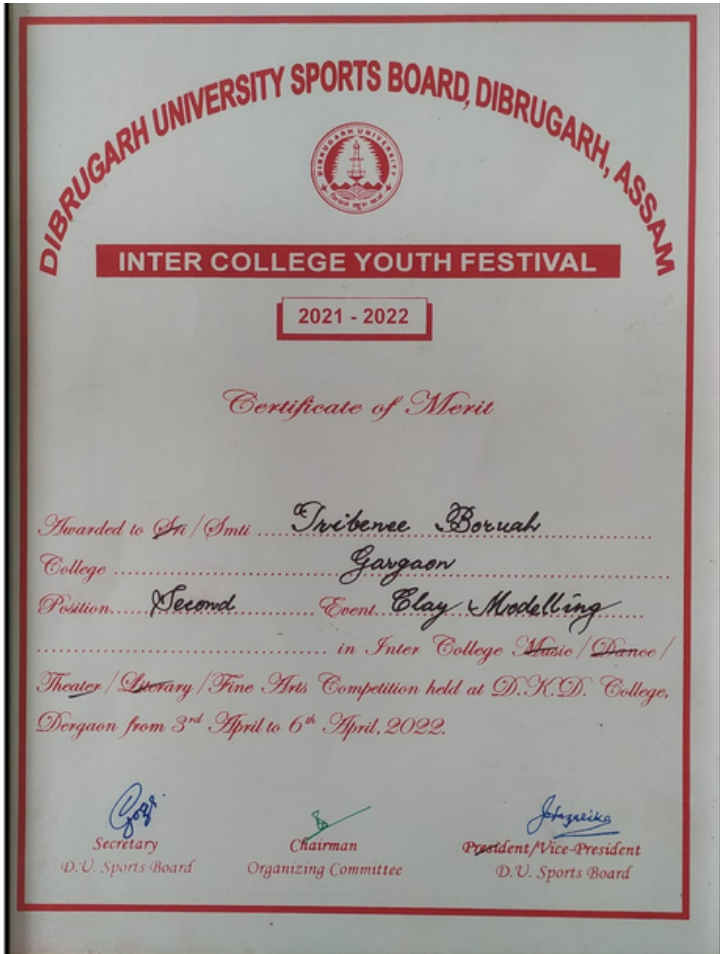 DIBRUGARH UNIVERSITY SPORTS BOARD, DIBRUGARH, ASSAM
DIBRUGARH UNIVERSITY
INTER COLLEGE YOUTH FESTIVAL
2021 - 2022
Certificate of Merit
Awarded to Sri / Smti Tribenee Boruah
College Gargaon
Position Second Event Clay Modelling
in Inter College Music / Dance /
Theater / Literary / Fine Arts Competition held at D.K.D. College,
Dergaon from 3rd April to 6th April, 2022.
Secretary
D.U. Sports Board
Chairman
Organizing Committee
President/Vice-President
D.U. Sports Board